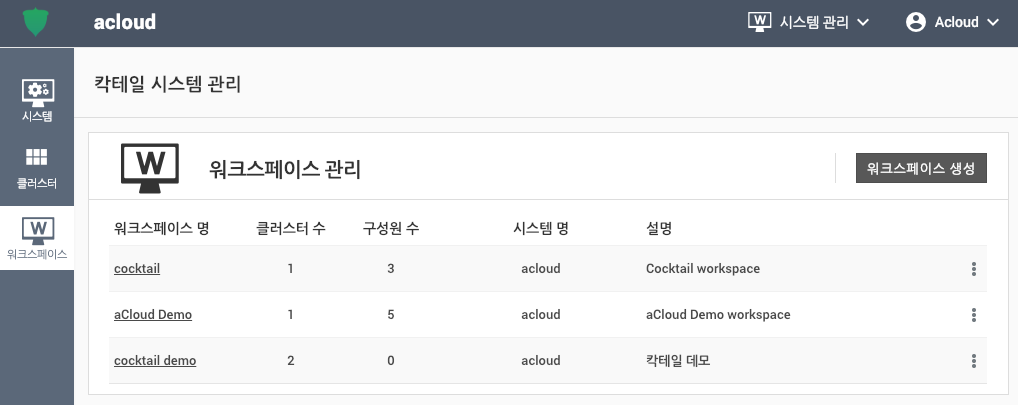 acloud
W 시스템 관리
Acloud
시스템
클러스터
W
워크스페이스
칵테일 시스템 관리
W 워크스페이스 관리
워크스페이스 생성
워크스페이스 명 클러스터 수 구성원 수 시스템 명 설명
cocktail 1 3 acloud Cocktail workspace
aCloud Demo 1 5 acloud aCloud Demo workspace
cocktail demo 2 0 acloud 칵테일 데모